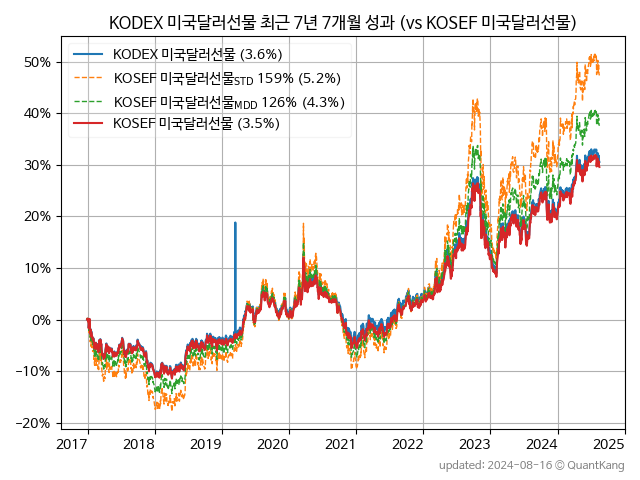 KODEX 미국달러선물 최근 7년 7개월 성과 (vs KOSEF 미국달러선물)
KODEX 미국달러선물 (3.6%)
KOSEF 미국달러선물STD 159% (5.2%)
KOSEF 미국달러선물MDD 126% (4.3%)
KOSEF 미국달러선물 (3.5%)
50%
40%
30%
20%
10%
0%
−10%
−20%
2017 2018 2019 2020 2021 2022 2023 2024 2025
updated: 2024-08-16 © QuantKang